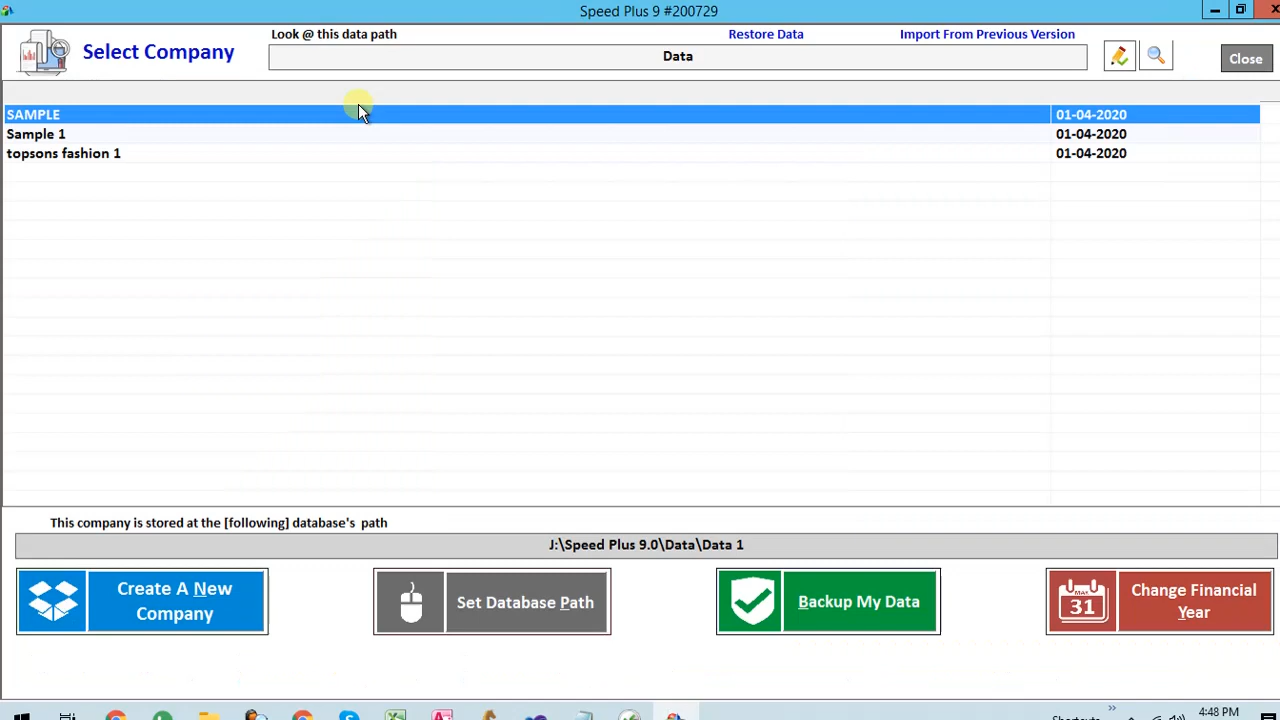 Speed Plus 9 #200729
Select Company
Look @ this data path
Restore Data
Import From Previous Version
Data
Close
SAMPLE 01-04-2020
Sample 1 01-04-2020
topsons fashion 1 01-04-2020
This company is stored at the [following] database's path
J:\Speed Plus 9.0\Data\Data 1
Create A New
Company
Set Database Path
Backup My Data
31
Change Financial
Year
4:48 PM